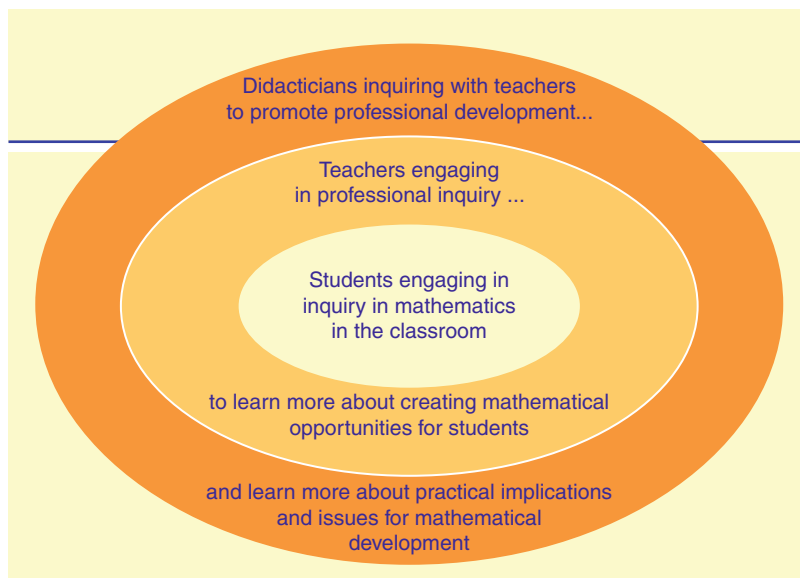 Didacticians inquiring with teachers
to promote professional development...
Teachers engaging
in professional inquiry ...
Students engaging in
inquiry in mathematics
in the classroom
to learn more about creating mathematical
opportunities for students
and learn more about practical implications
and issues for mathematical
development